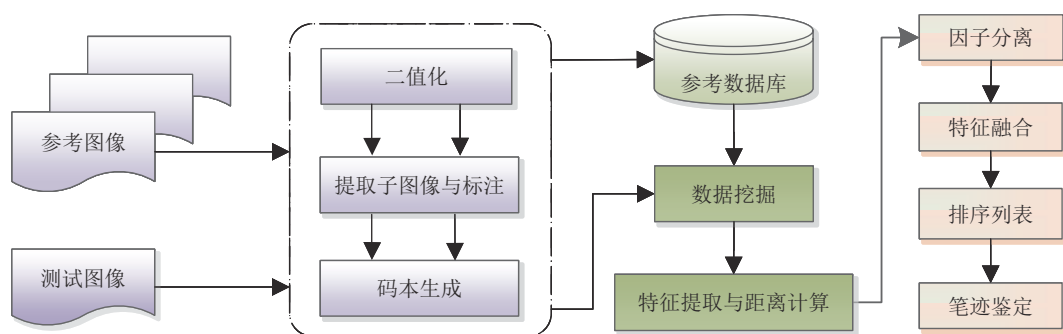 参考图像
测试图像
二值化
提取子图像与标注
码本生成
参考数据库
数据挖掘
特征提取与距离计算
因子分离
特征融合
排序列表
笔迹鉴定